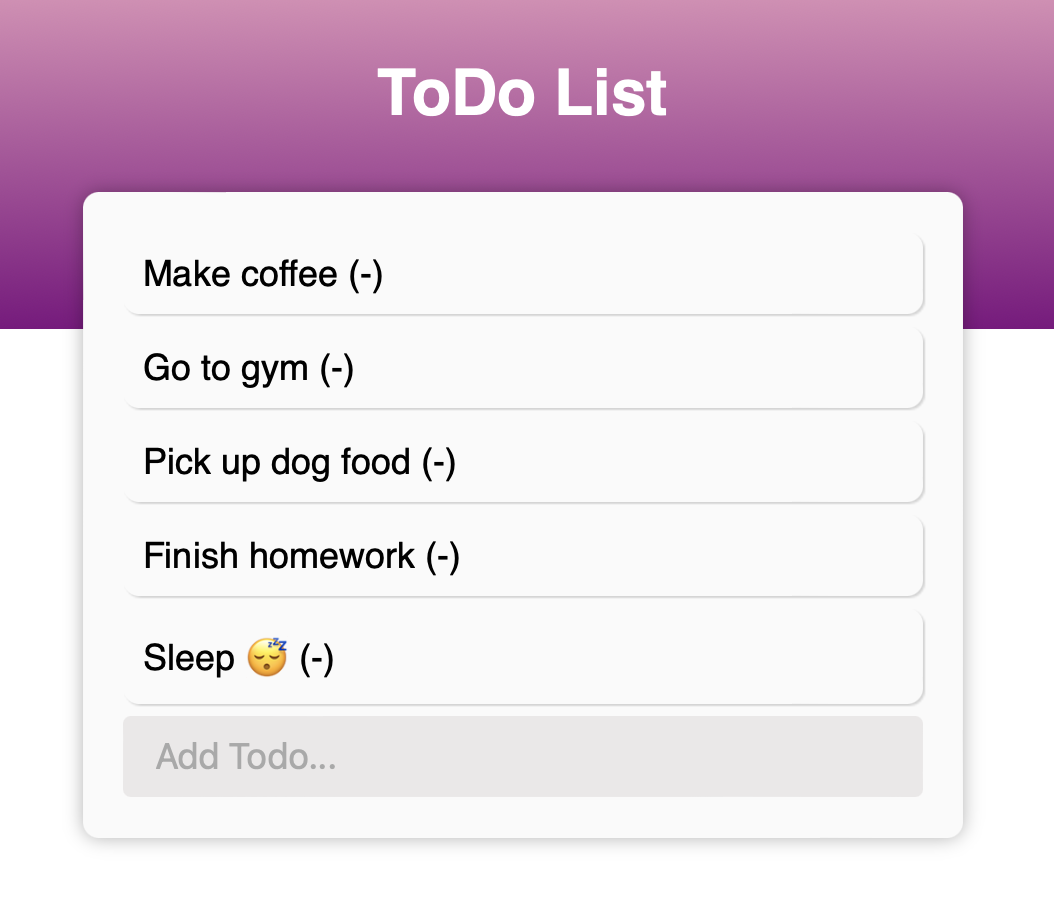 ToDo List
Make coffee (-)
Go to gym (-)
Pick up dog food (-)
Finish homework (-)
Sleep 😴 (-)
Add Todo...